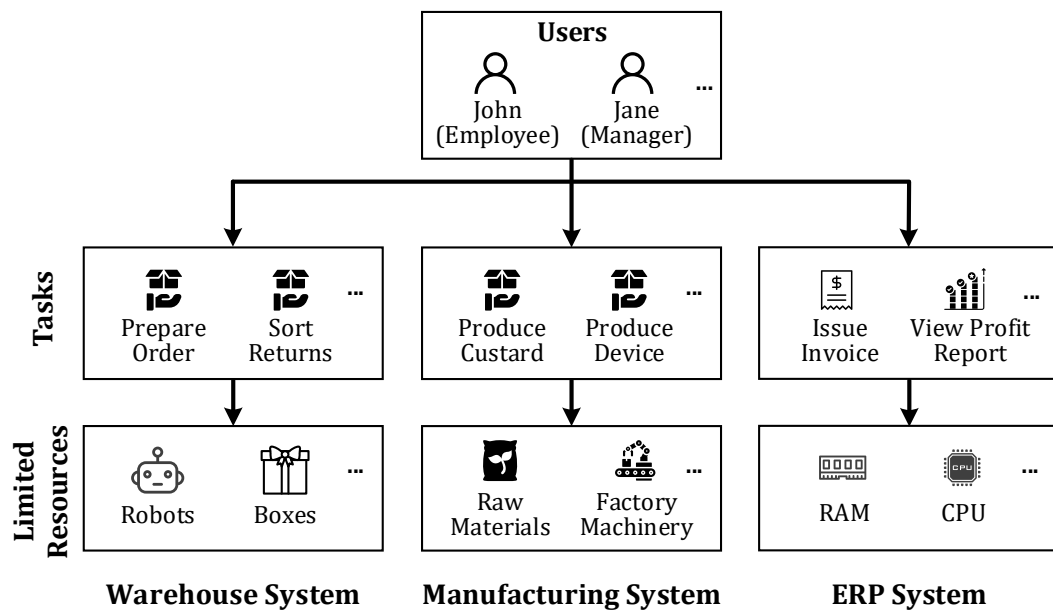 Users
John
(Employee)
Jane
(Manager)
...
Tasks
Prepare
Order
Sort
Returns
...
Produce
Custard
Produce
Device
...
$
Issue
Invoice
View Profit
Report
...
Limited
Resources
Robots
Boxes
...
Raw
Materials
Factory
Machinery
...
RAM
CPU
CPU
...
Warehouse System
Manufacturing System
ERP System